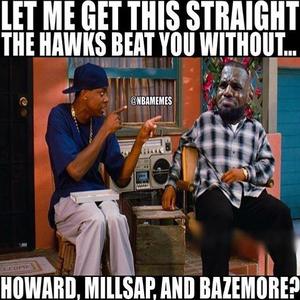 LET ME GET THIS STRAIGHT
THE HAWKS BEAT YOU WITHOUT...
@NBAMEMES
HOWARD, MILLSAP, AND BAZEMORE?